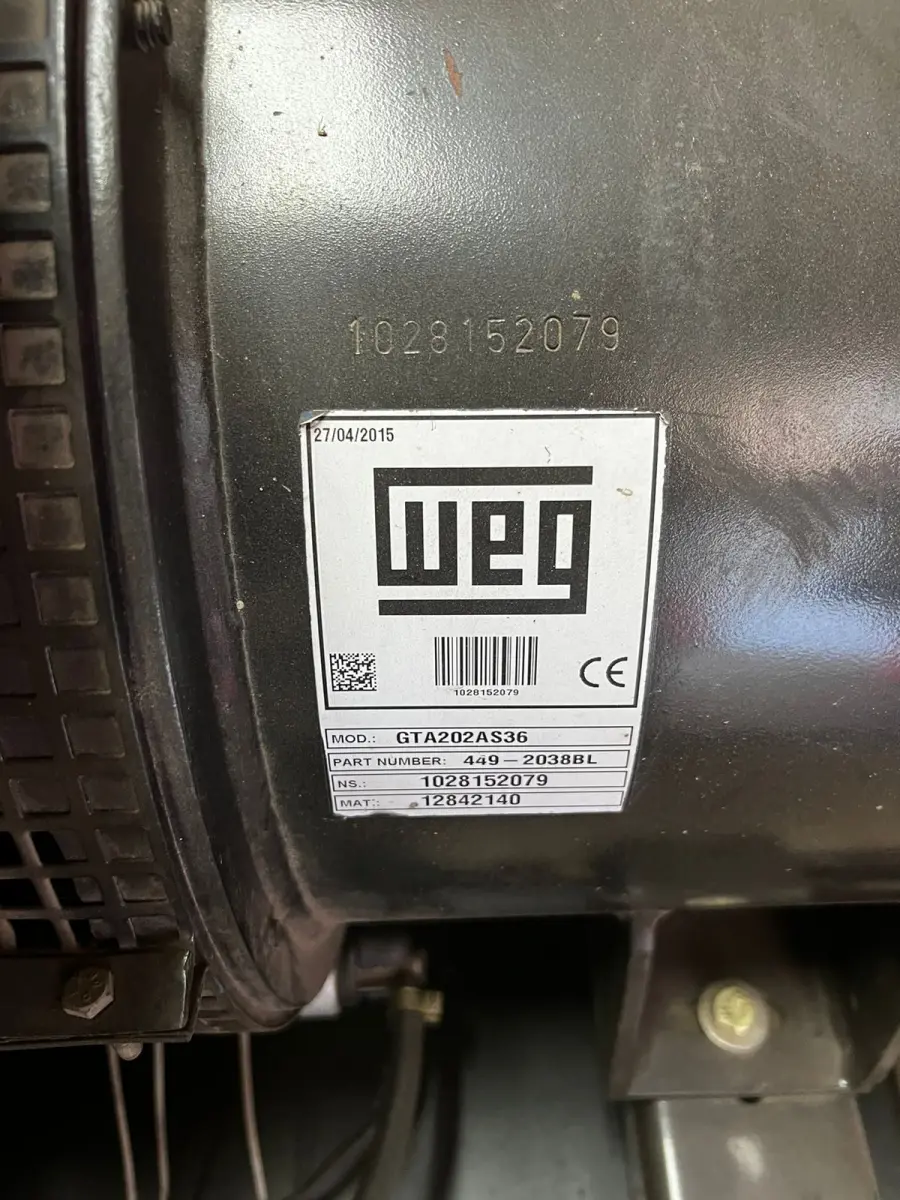 1028152079
27/04/2015
weg
1028152079
CE
MOD.: GTA202AS36
PART NUMBER: 449-2038BL
NS.: 1028152079
MAT.: 12842140